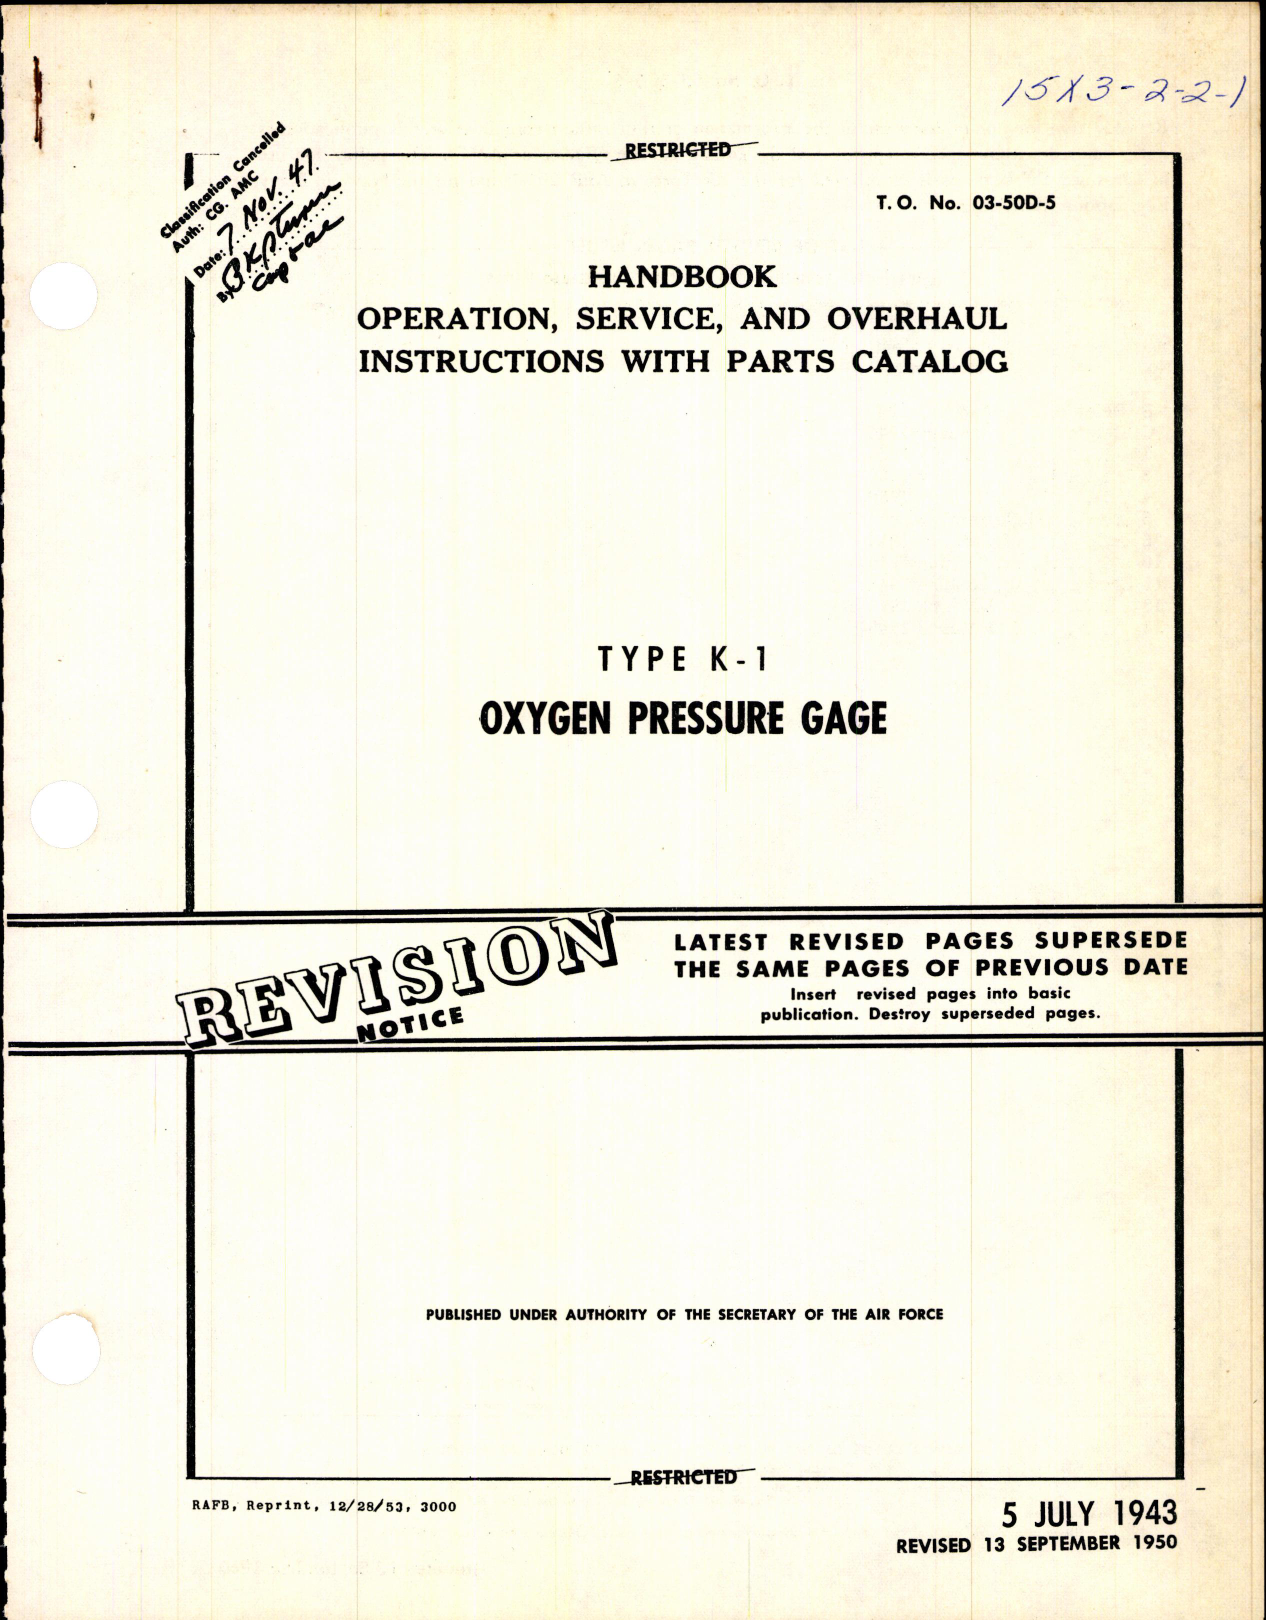 15X3-2-2-1
RESTRICTED
Classification Cancelled
Auth: CG. AMC
Date: 7 Nov. 47
By
T. O. No. 03-50D-5
HANDBOOK
OPERATION, SERVICE, AND OVERHAUL
INSTRUCTIONS WITH PARTS CATALOG
TYPE K-1
OXYGEN PRESSURE GAGE
REVISION
NOTICE
LATEST REVISED PAGES SUPERSEDE
THE SAME PAGES OF PREVIOUS DATE
Insert revised pages into basic
publication. Destroy superseded pages.
PUBLISHED UNDER AUTHORITY OF THE SECRETARY OF THE AIR FORCE
RESTRICTED
RAFB, Reprint, 12/28/53, 3000
5 JULY 1943
REVISED 13 SEPTEMBER 1950